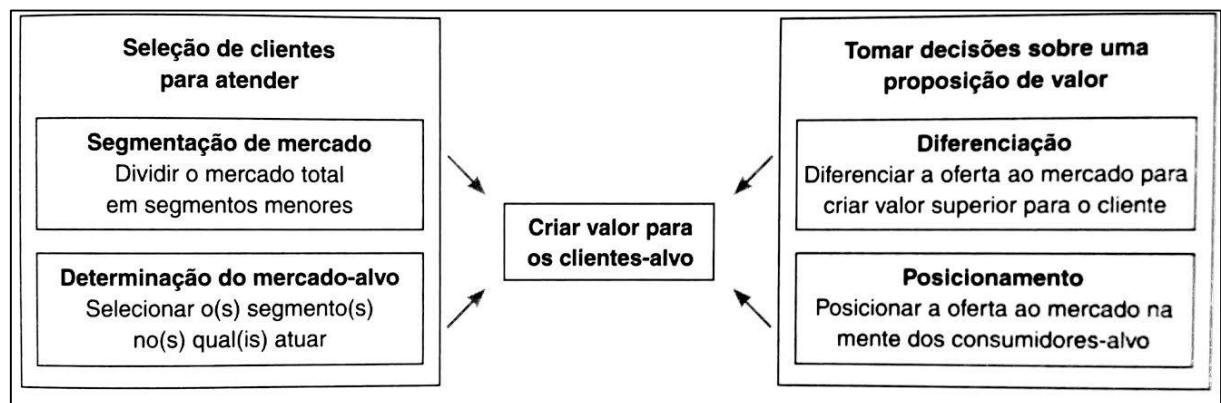 Seleção de clientes
para atender
Segmentação de mercado
Dividir o mercado total
em segmentos menores
Determinação do mercado-alvo
Selecionar o(s) segmento(s)
no(s) qual(is) atuar
Criar valor para
os clientes-alvo
Tomar decisões sobre uma
proposição de valor
Diferenciação
Diferenciar a oferta ao mercado para
criar valor superior para o cliente
Posicionamento
Posicionar a oferta ao mercado na
mente dos consumidores-alvo